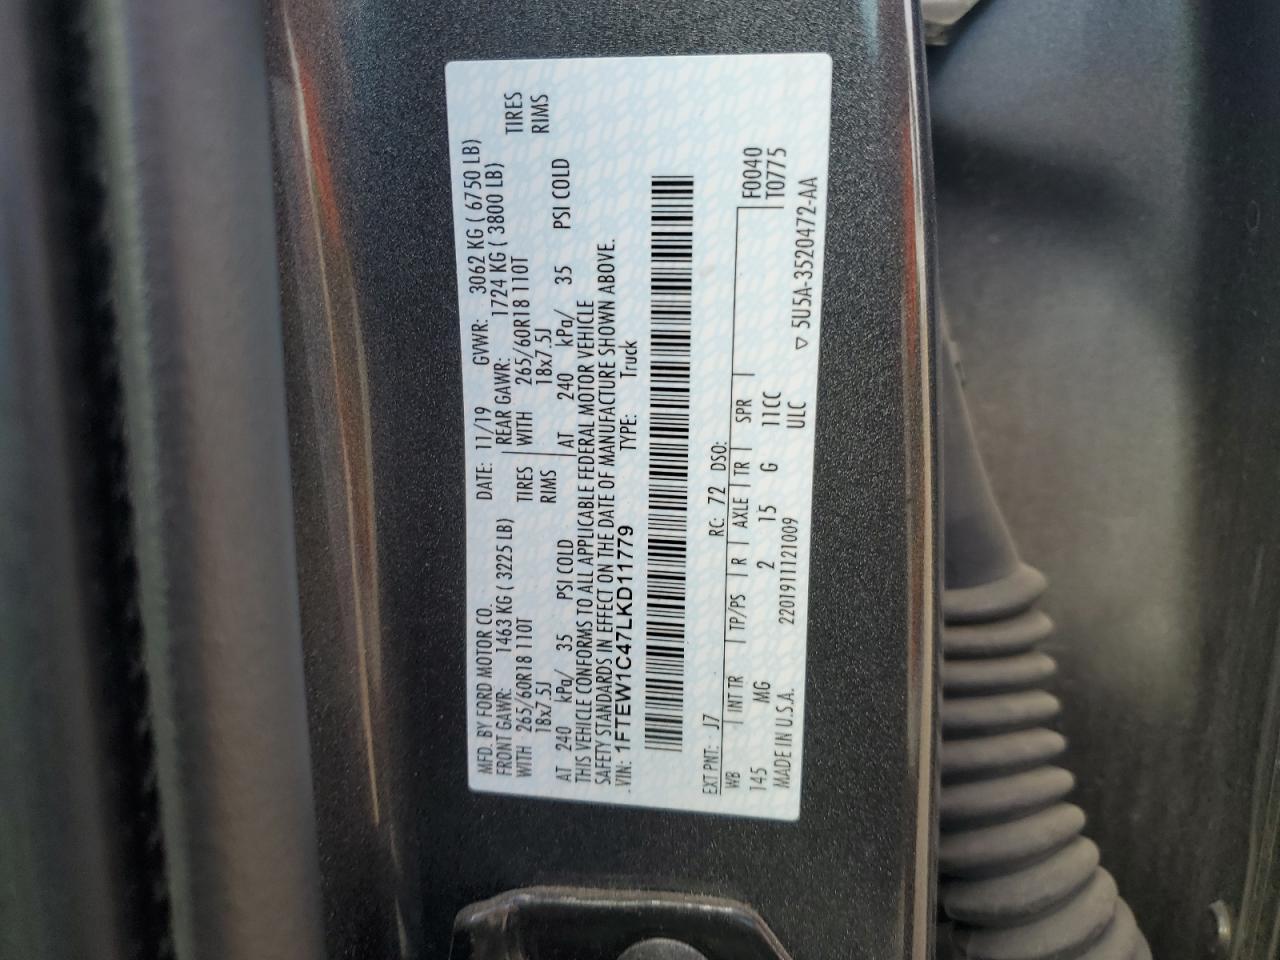 MFD. BY FORD MOTOR CO. DATE: 11/19 GVWR: 3062 KG ( 6750 LB)
FRONT GAWR: 1463 KG ( 3225 LB) REAR GAWR: 1724 KG ( 3800 LB)
WITH 265/60R18 110T TIRES WITH 265/60R18 110T TIRES
18x7.5J RIMS 18x7.5J RIMS
AT 240 kPa/ 35 PSI COLD AT 240 kPa/ 35 PSI COLD
THIS VEHICLE CONFORMS TO ALL APPLICABLE FEDERAL MOTOR VEHICLE
SAFETY STANDARDS IN EFFECT ON THE DATE OF MANUFACTURE SHOWN ABOVE.
VIN: 1FTEW1C47LKD11779 TYPE: Truck
EXT PNT: J7 RC: 72 DSO:
WB INT TR TP/PS R AXLE TR SPR F0040
145 MG 2 15 G 11CC T0775
MADE IN U.S.A. 2201911121009 ULC
▽ 5U5A-3520472-AA